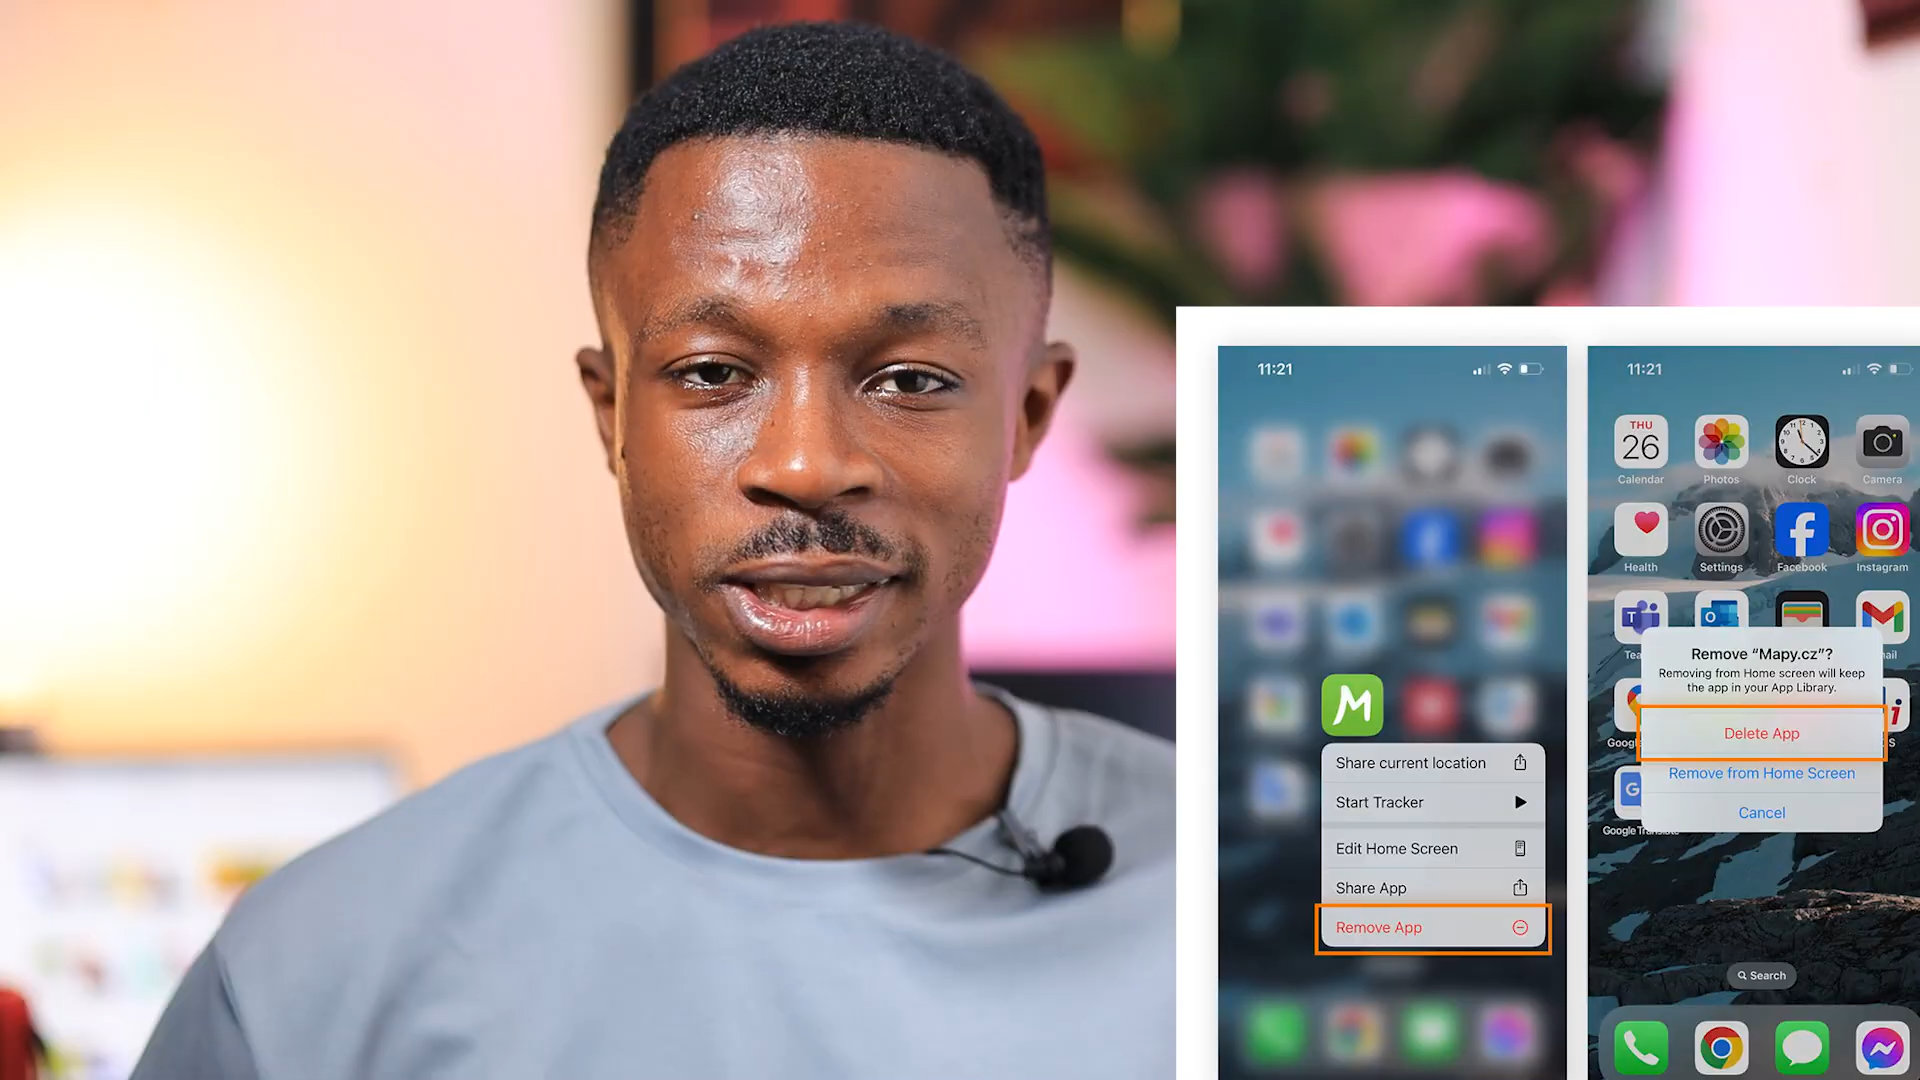 11:21
Share current location
Start Tracker
Edit Home Screen
Share App
Remove App
11:21
THU
26
Calendar
Photos
Clock
Camera
Health
Settings
Facebook
Instagram
Remove “Mapy.cz”?
Removing from Home screen will keep
the app in your App Library.
Delete App
Remove from Home Screen
Cancel
Google Translate
Search